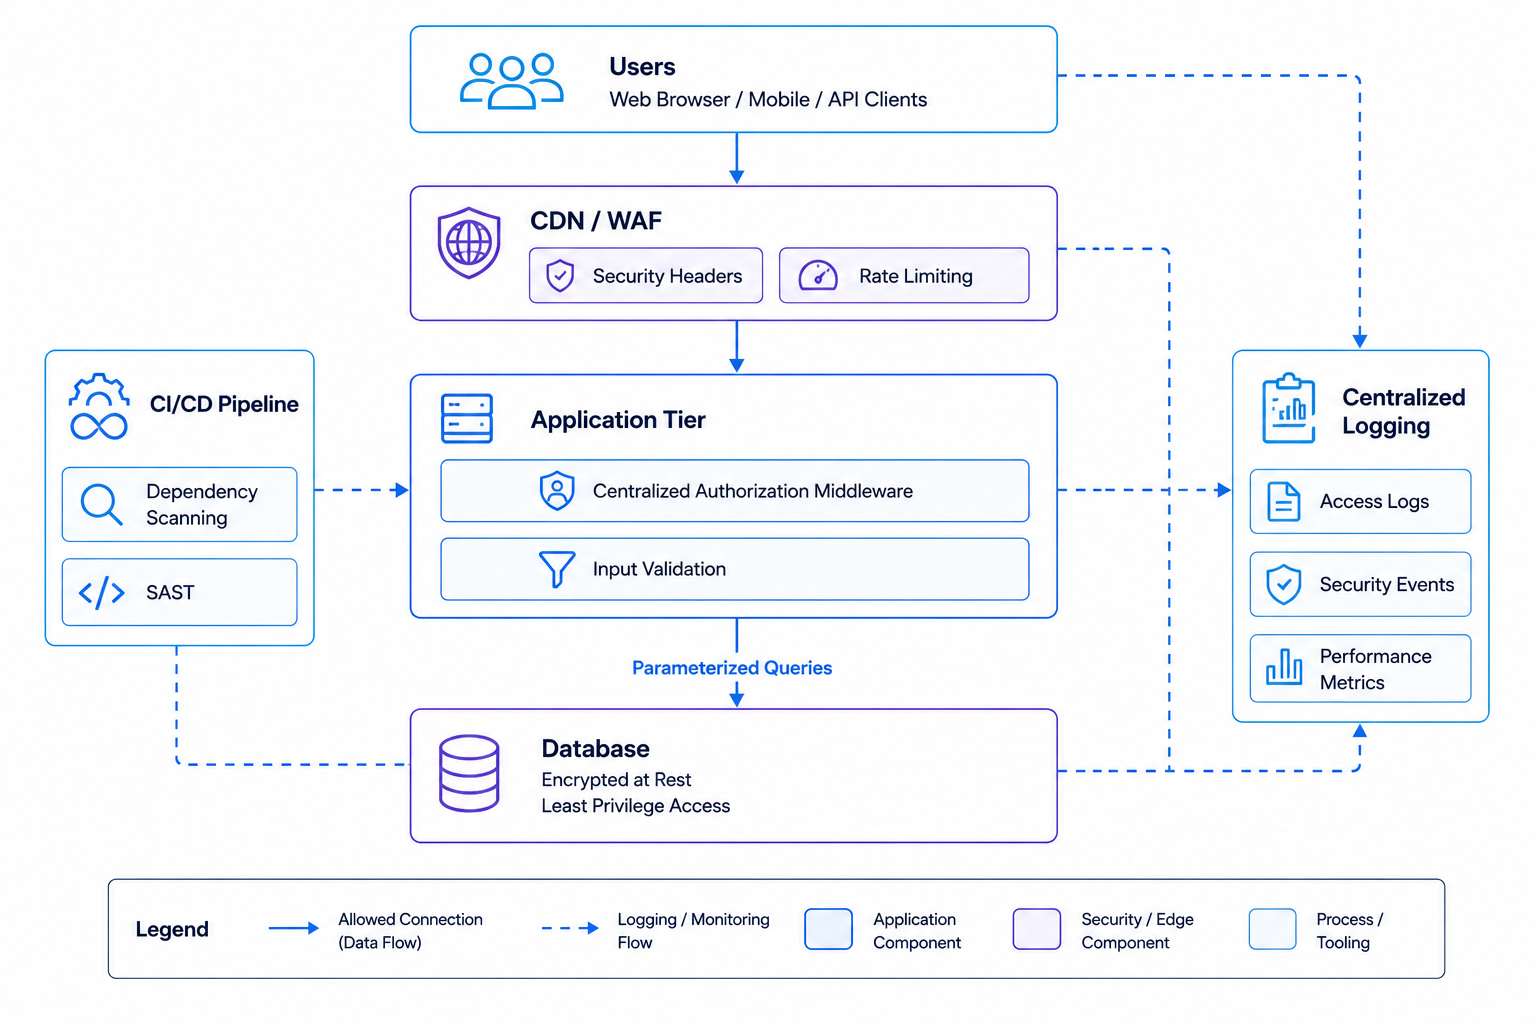 Users
Web Browser / Mobile / API Clients
CDN / WAF
Security Headers
Rate Limiting
CI/CD Pipeline
Dependency
Scanning
SAST
Application Tier
Centralized Authorization Middleware
Input Validation
Centralized
Logging
Access Logs
Security Events
Performance
Metrics
Parameterized Queries
Database
Encrypted at Rest
Least Privilege Access
Legend
Allowed Connection
(Data Flow)
Logging / Monitoring
Flow
Application
Component
Security / Edge
Component
Process /
Tooling